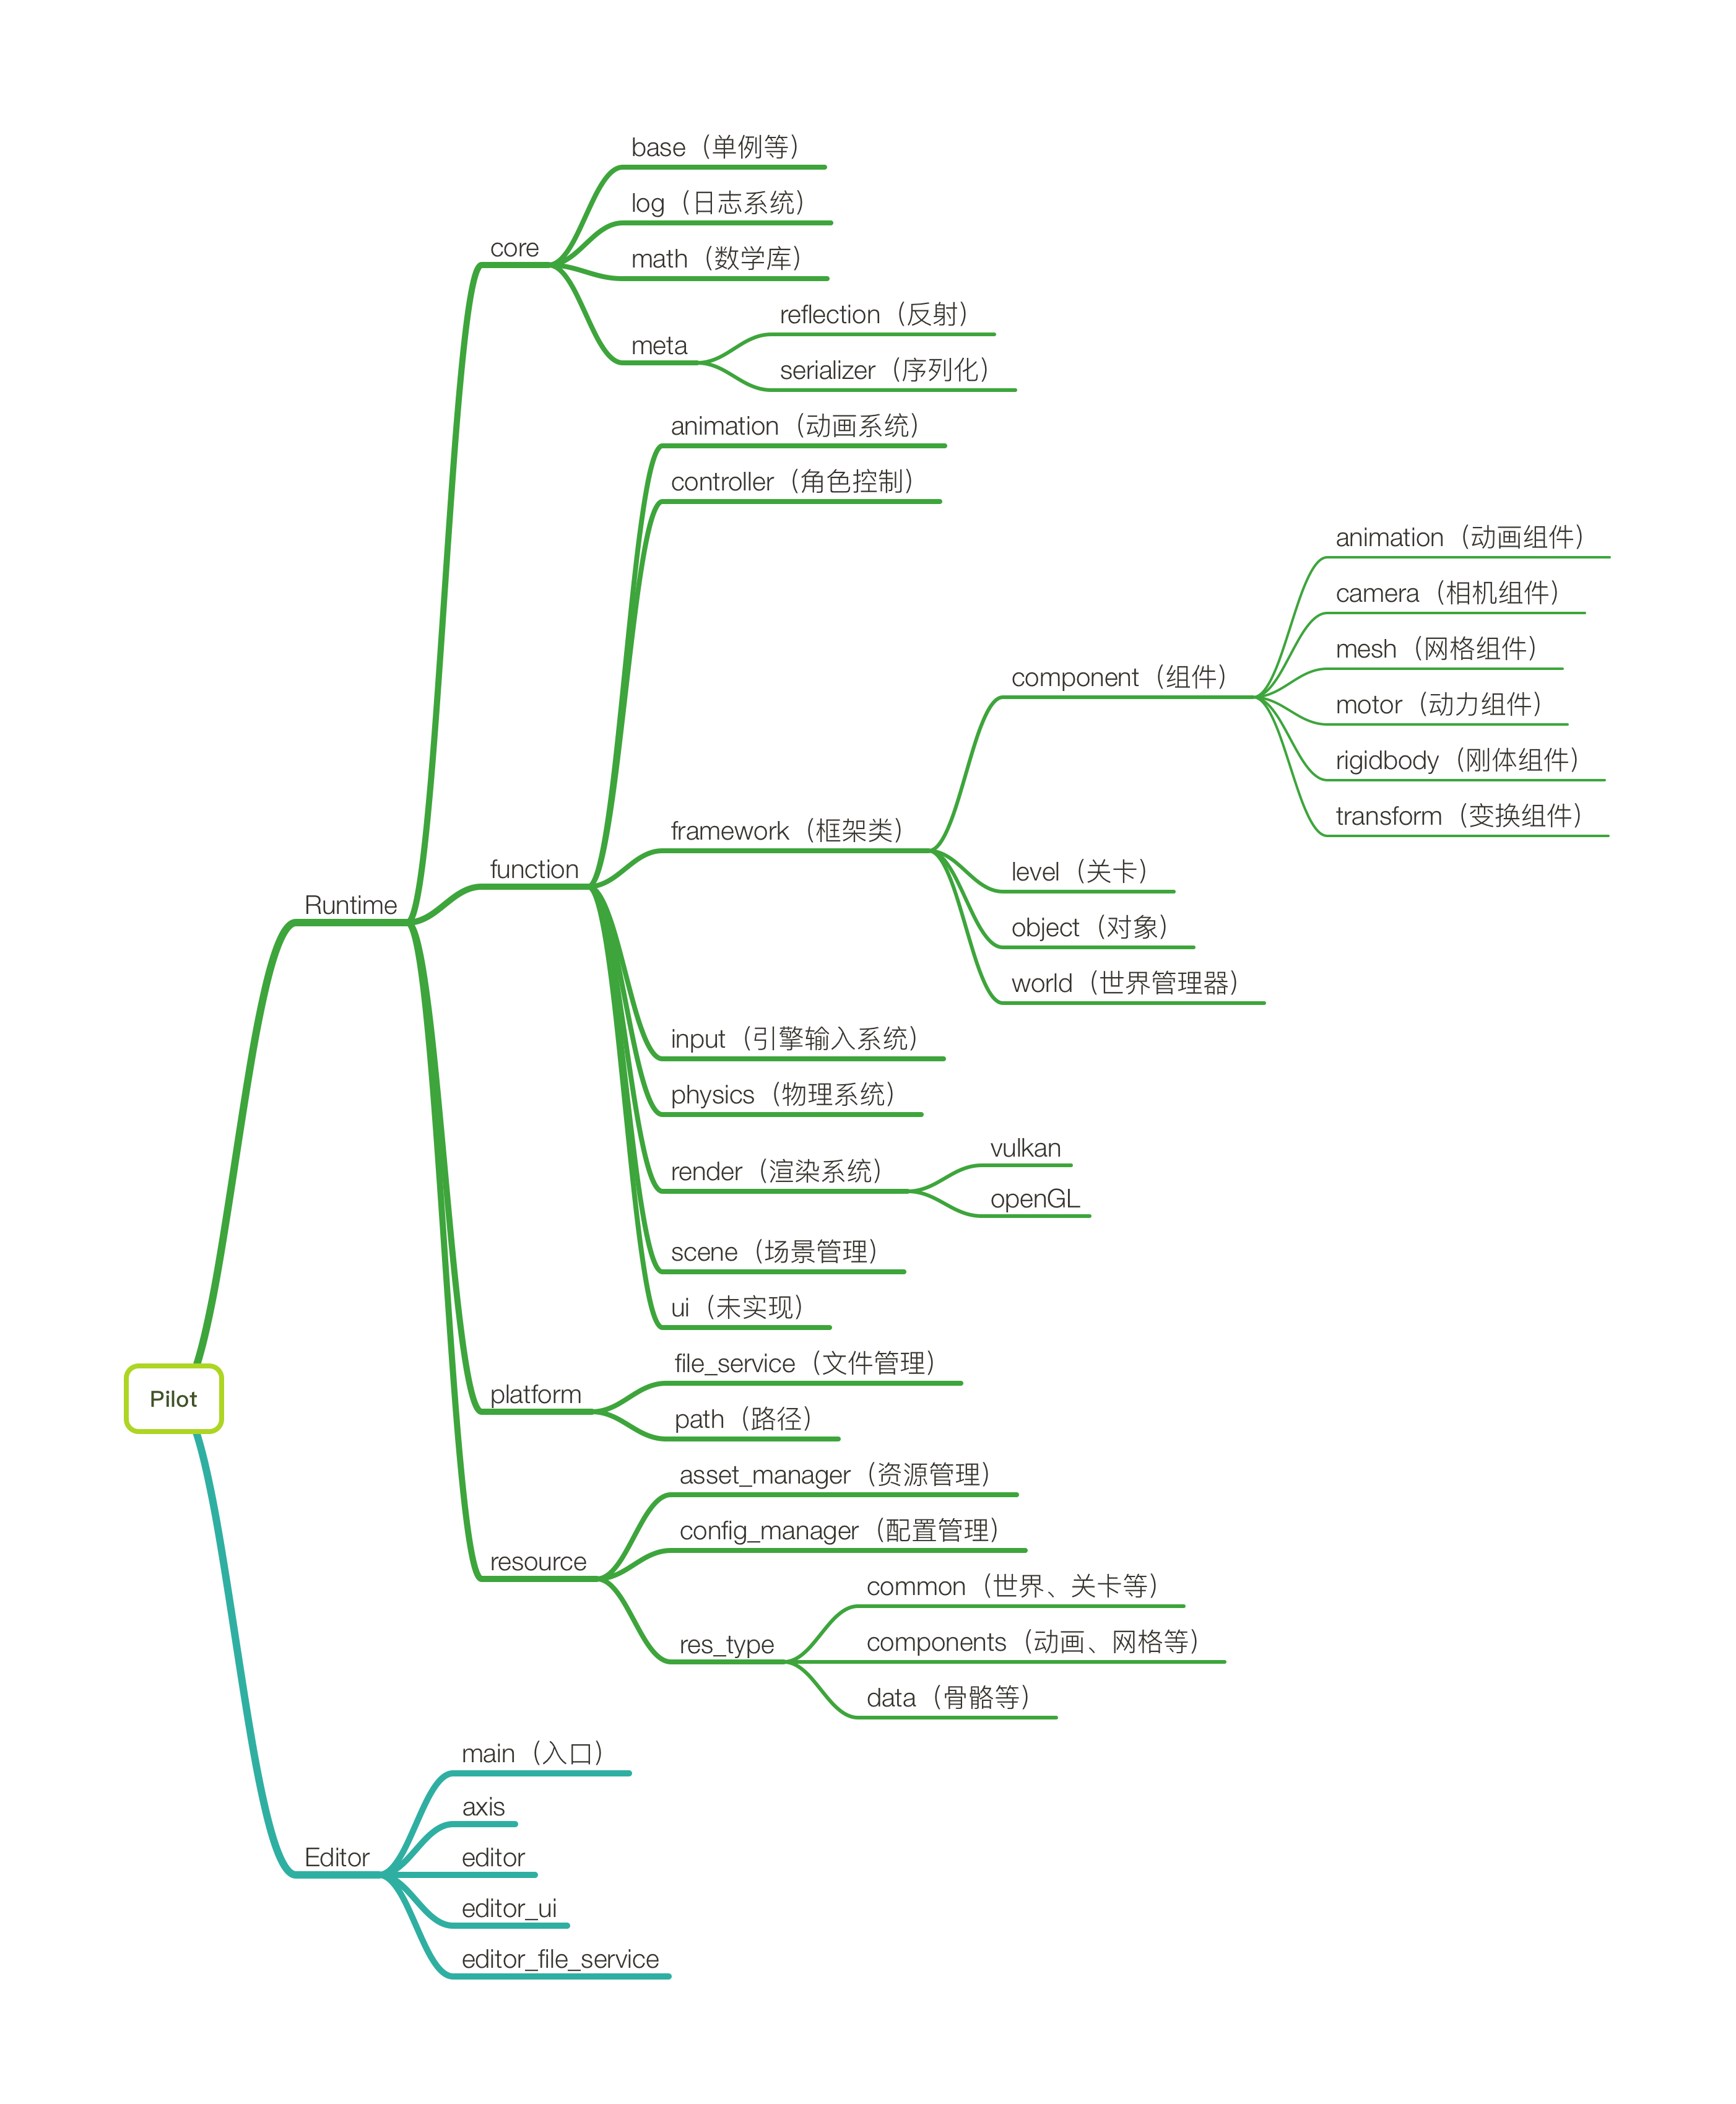 base（单例等）
log（日志系统）
core
math（数学库）
reflection（反射）
meta
serializer（序列化）
animation（动画系统）
controller（角色控制）
animation（动画组件）
camera（相机组件）
mesh（网格组件）
component（组件）
motor（动力组件）
rigidbody（刚体组件）
transform（变换组件）
framework（框架类）
function
level（关卡）
Runtime
object（对象）
world（世界管理器）
input（引擎输入系统）
physics（物理系统）
vulkan
render（渲染系统）
openGL
scene（场景管理）
ui（未实现）
file_service（文件管理）
platform
Pilot
path（路径）
asset_manager（资源管理）
config_manager（配置管理）
resource
common（世界、关卡等）
res_type
components（动画、网格等）
data（骨骼等）
main（入口）
axis
Editor
editor
editor_ui
editor_file_service